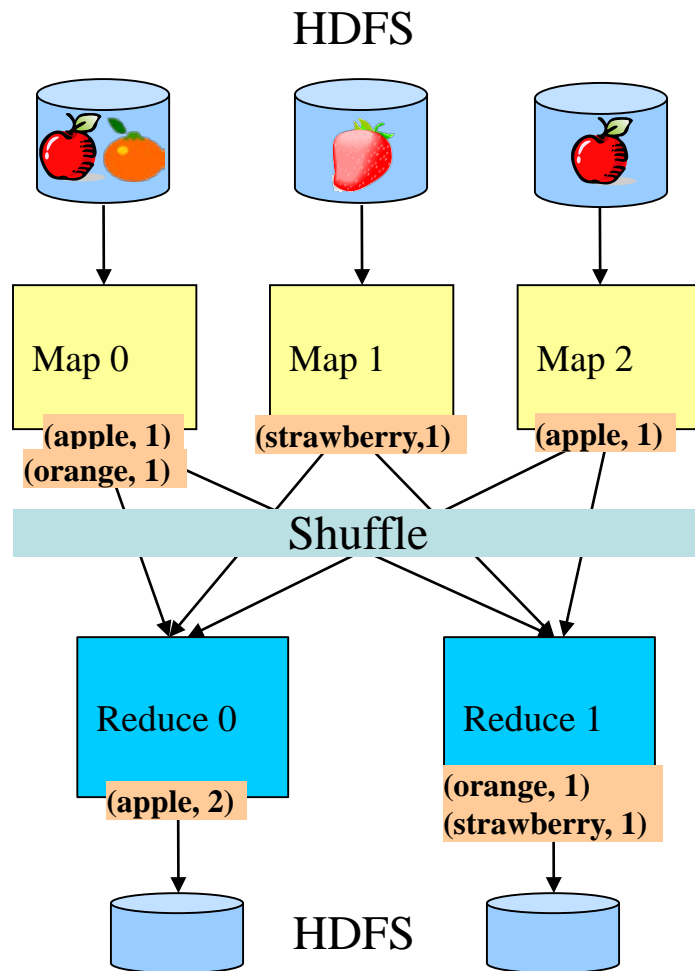 HDFS
Map 0
Map 1
Map 2
(apple, 1)
(orange, 1)
(strawberry,1)
(apple, 1)
Shuffle
Reduce 0
Reduce 1
(apple, 2)
(orange, 1)
(strawberry, 1)
HDFS